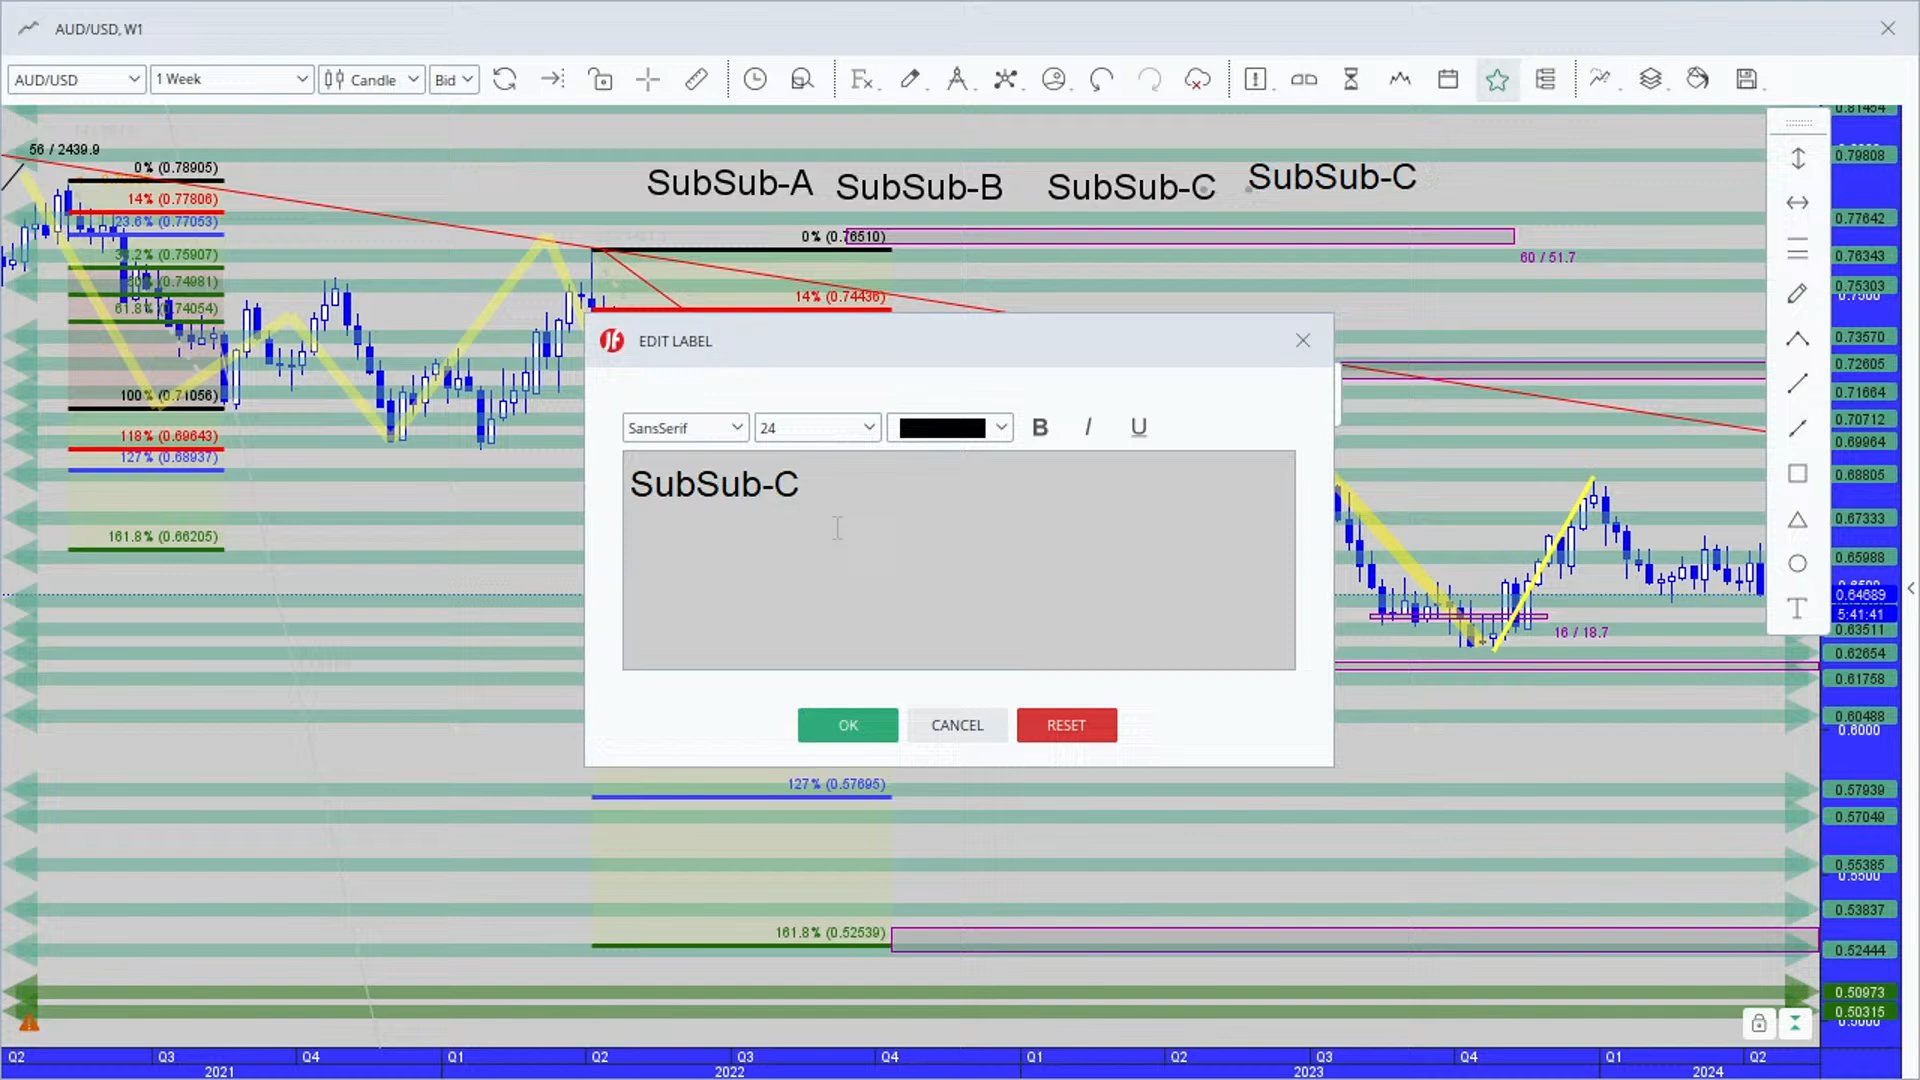 AUD/USD, W1
AUD/USD
1 Week
Candle
Bid
Fx
56 / 2439.9
0% (0.78905)
14% (0.77806)
23.6% (0.77053)
38.2% (0.75907)
50% (0.74981)
61.8% (0.74054)
100% (0.71056)
118% (0.69643)
127% (0.68937)
161.8% (0.66205)
SubSub-A
SubSub-B
SubSub-C
SubSub-C
0% (0.76510)
60 / 51.7
14% (0.74436)
EDIT LABEL
SansSerif
24
B
I
U
SubSub-C
OK
CANCEL
RESET
16 / 18.7
127% (0.57695)
161.8% (0.52539)
T
0.81454
0.79808
0.77642
0.76343
0.75303
0.7500
0.73570
0.72605
0.71664
0.70712
0.69964
0.68805
0.67333
0.65988
0.64689
5:41:41
0.63511
0.62654
0.61758
0.60488
0.6000
0.57939
0.57049
0.55385
0.5500
0.53837
0.52444
0.50973
0.50315
0.5000
Q2
Q3
Q4
Q1
Q2
Q3
Q4
Q1
Q2
Q3
Q4
Q1
Q2
2021
2022
2023
2024